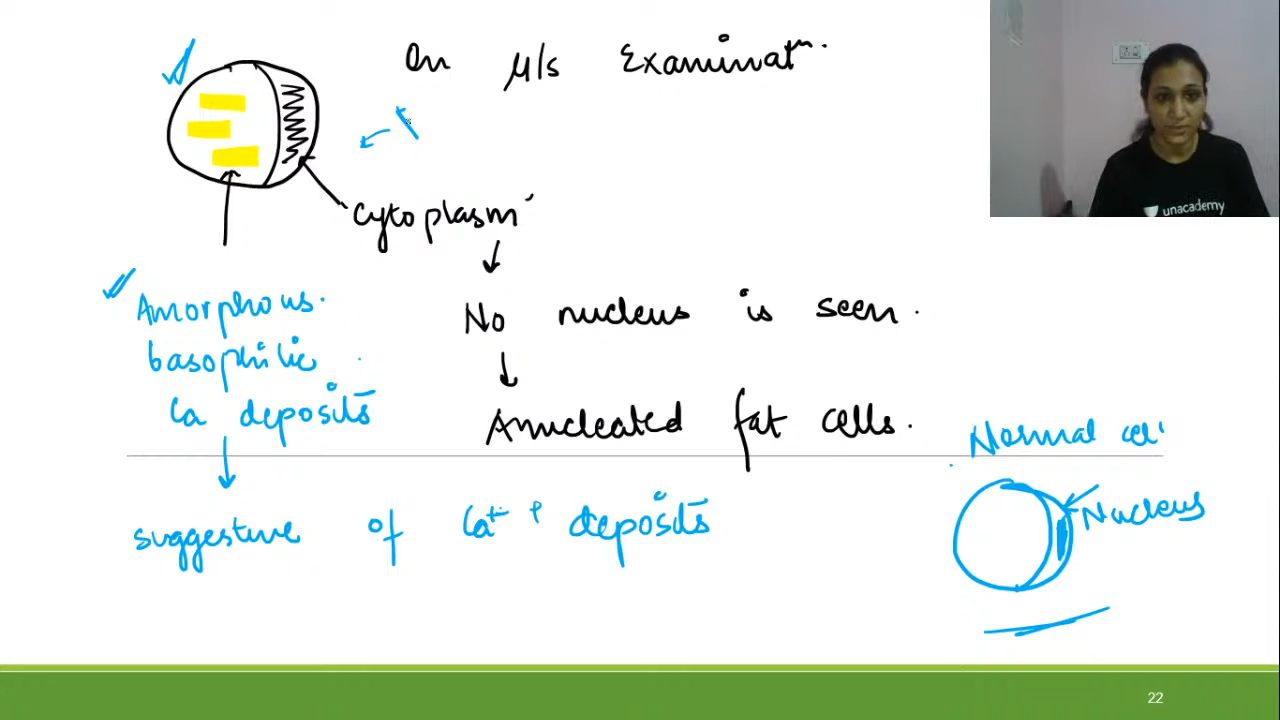 On μ/s Examinatⁿ.
Cytoplasm
No nucleus is seen.
Anucleated fat cells.
Amorphous
basophilic
Ca deposits
suggestive of Ca++ deposits
Normal cel
Nucleus
unacademy
22